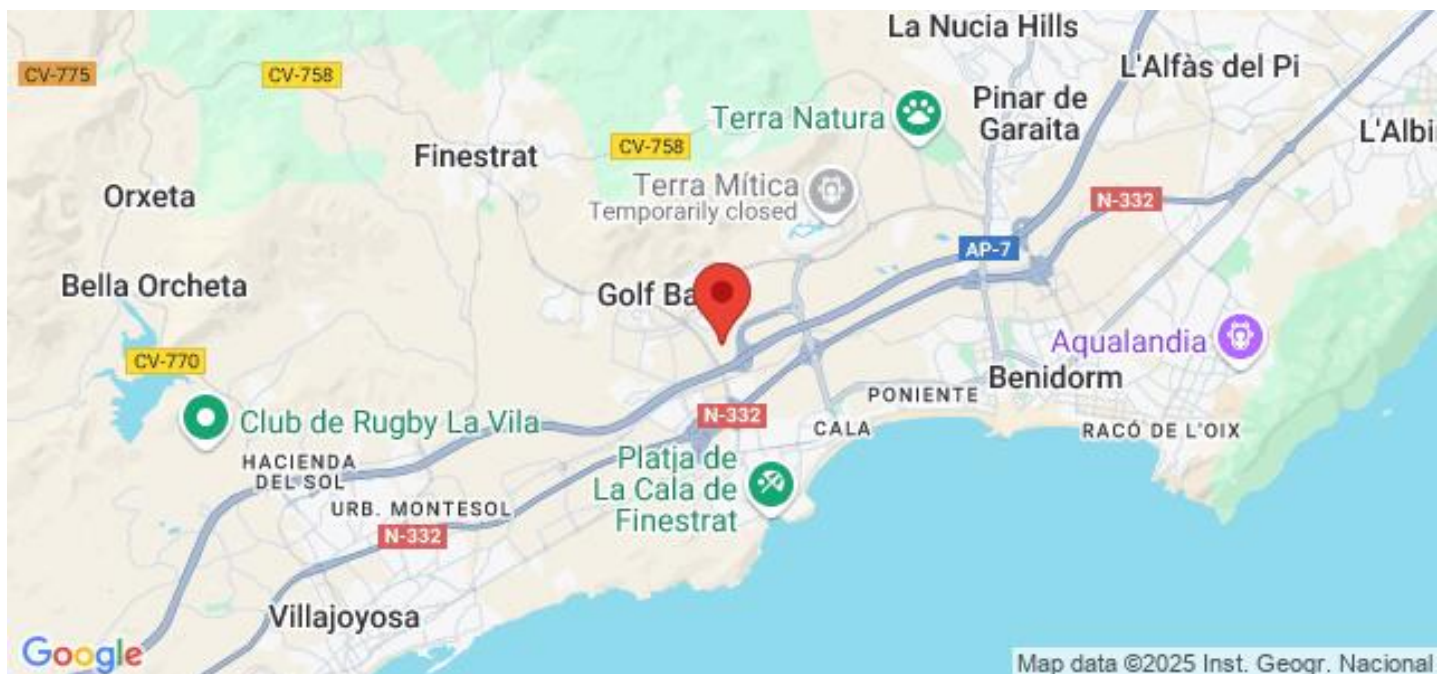 La Nucia Hills
CV-775
CV-758
L'Alfàs del Pi
Terra Natura
Pinar de
Garaita
L'Albi
Finestrat
CV-758
Orxeta
Terra Mítica
Temporarily closed
N-332
AP-7
Bella Orcheta
Golf Ba
CV-770
Aqualandia
Benidorm
PONIENTE
Club de Rugby La Vila
N-332
CALA
RACÓ DE L'OIX
HACIENDA
DEL SOL
Platja de
La Cala de
Finestrat
URB. MONTESOL
N-332
Villajoyosa
Google
Map data ©2025 Inst. Geogr. Nacional